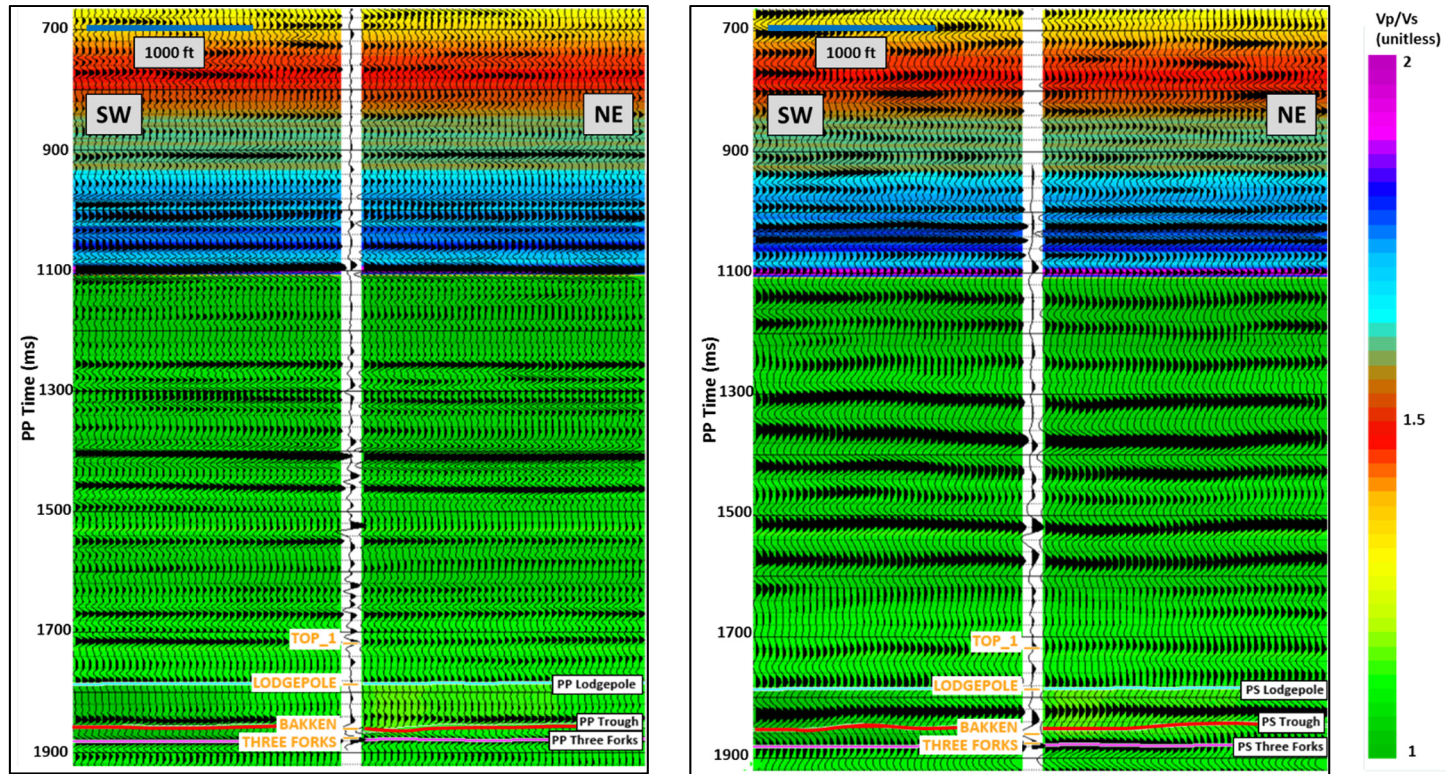 700
900
1100
1300
1500
1700
1900
PP Time (ms)
1000 ft
SW
NE
TOP_1
LODGEPOLE
BAKKEN
THREE FORKS
PP Lodgepole
PP Trough
PP Three Forks
700
900
1100
1300
1500
1700
1900
PP Time (ms)
1000 ft
SW
NE
TOP_1
LODGEPOLE
BAKKEN
THREE FORKS
PS Lodgepole
PS Trough
PS Three Forks
Vp/Vs
(unitless)
2
1.5
1